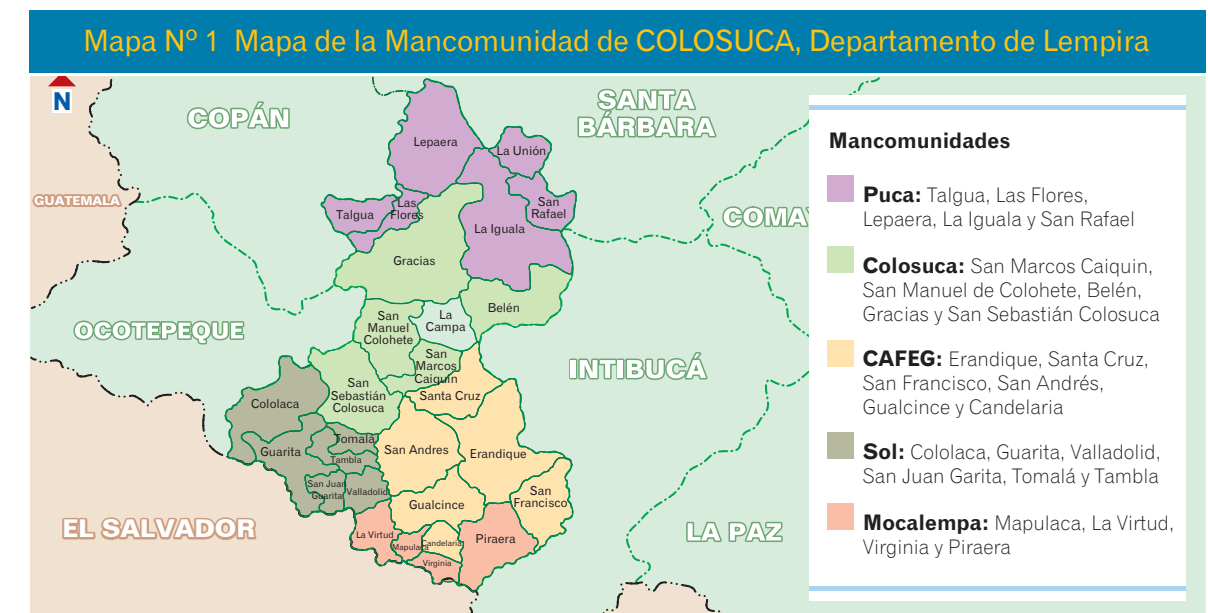 Mapa Nº 1 Mapa de la Mancomunidad de COLOSUCA, Departamento de Lempira
N
COPÁN
SANTA
BÁRBARA
GUATEMALA
COMAY
OCOTEPEQUE
INTIBUCÁ
EL SALVADOR
LA PAZ
Lepaera
La Unión
Talgua
Las
Flores
San
Rafael
La Iguala
Gracias
Belén
San
Manuel
Colohete
La
Campa
San
Marcos
Caiquín
San
Sebastián
Colosuca
Santa Cruz
Cololaca
Guarita
Tomalá
Tambla
San Juan
Guarita
Valladolid
San Andres
Erandique
Gualcince
San
Francisco
La Virtud
Mapulaca
Candelaria
Virginia
Piraera
Mancomunidades
Puca: Talgua, Las Flores,
Lepaera, La Iguala y San Rafael
Colosuca: San Marcos Caiquin,
San Manuel de Colohete, Belén,
Gracias y San Sebastián Colosuca
CAFEG: Erandique, Santa Cruz,
San Francisco, San Andrés,
Gualcince y Candelaria
Sol: Cololaca, Guarita, Valladolid,
San Juan Garita, Tomalá y Tambla
Mocalempa: Mapulaca, La Virtud,
Virginia y Piraera